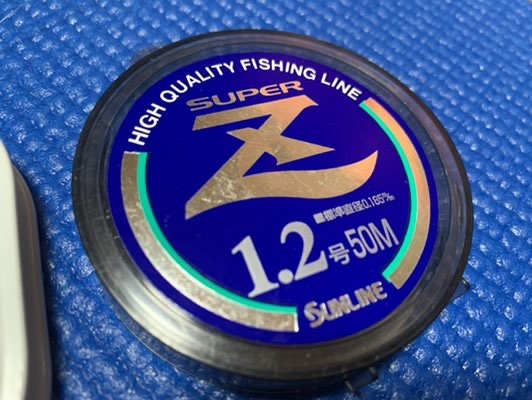 HIGH QUALITY FISHING LINE
SUPER
Z
■標準直径0.185㎜
1.2号50M
SUNLINE